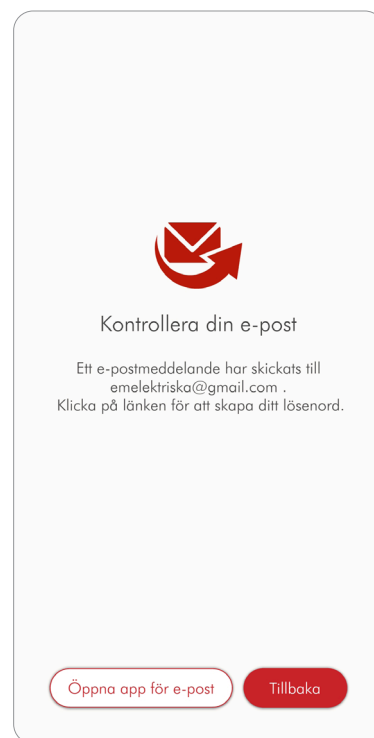 Kontrollera din e-post
Ett e-postmeddelande har skickats till
emelektriska@gmail.com .
Klicka på länken för att skapa ditt lösenord.
Öppna app för e-post
Tillbaka